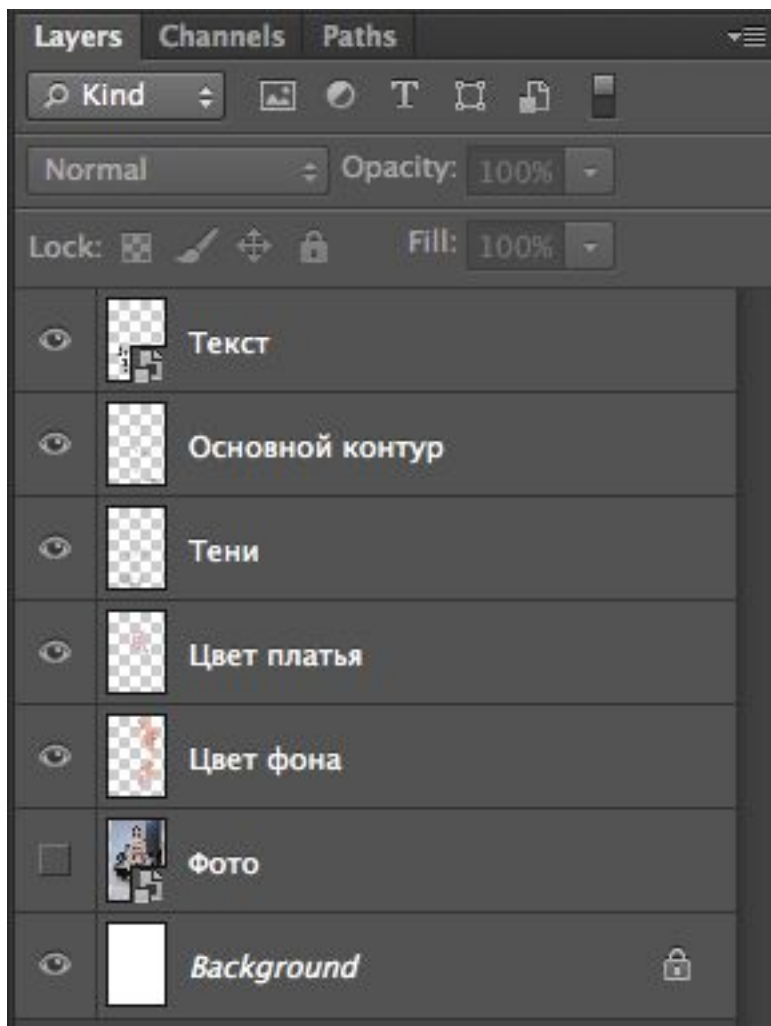 Layers Channels Paths
Kind T
Normal Opacity: 100%
Lock: Fill: 100%
Текст
Основной контур
Тени
Цвет платья
Цвет фона
Фото
Background